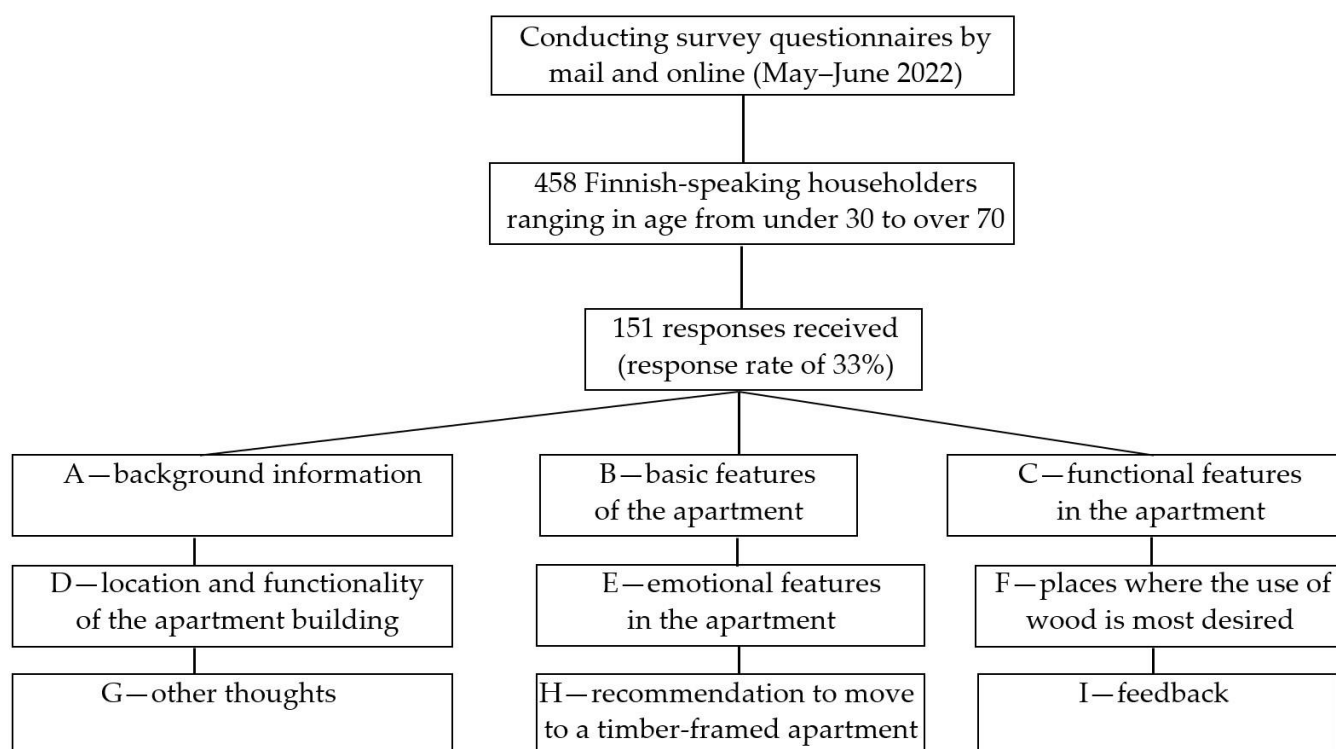 Conducting survey questionnaires by
mail and online (May–June 2022)
458 Finnish-speaking householders
ranging in age from under 30 to over 70
151 responses received
(response rate of 33%)
A—background information
B—basic features
of the apartment
C—functional features
in the apartment
D—location and functionality
of the apartment building
E—emotional features
in the apartment
F—places where the use of
wood is most desired
G—other thoughts
H—recommendation to move
to a timber-framed apartment
I—feedback